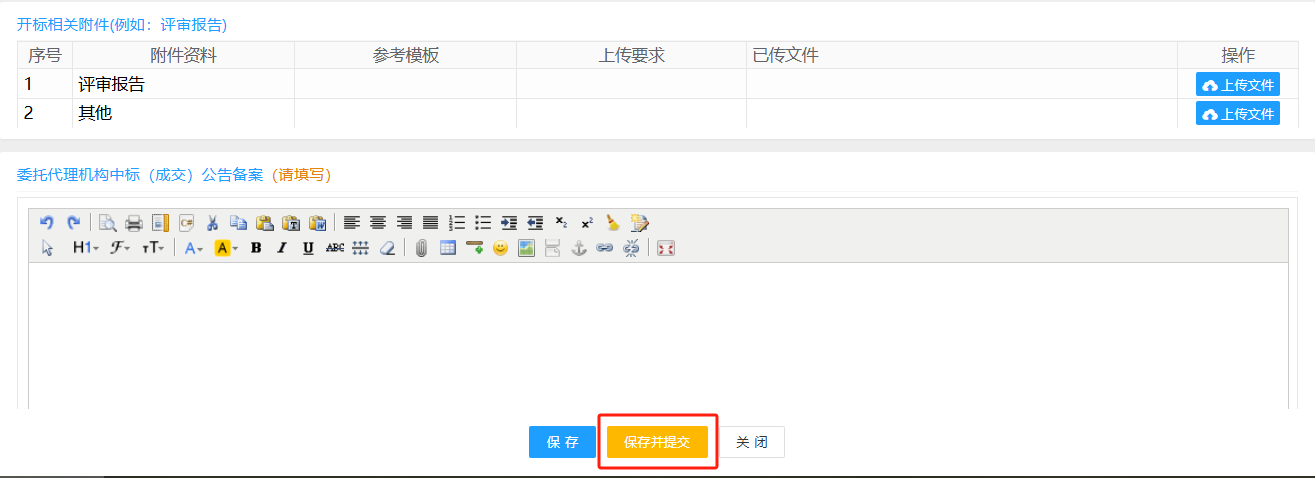 开标相关附件(例如：评审报告)
序号 附件资料 参考模板 上传要求 已传文件 操作
1 评审报告 上传文件
2 其他 上传文件
委托代理机构中标（成交）公告备案（请填写）
C#
H1 ℱ тT A A B I U ABC
保 存 保存并提交 关 闭